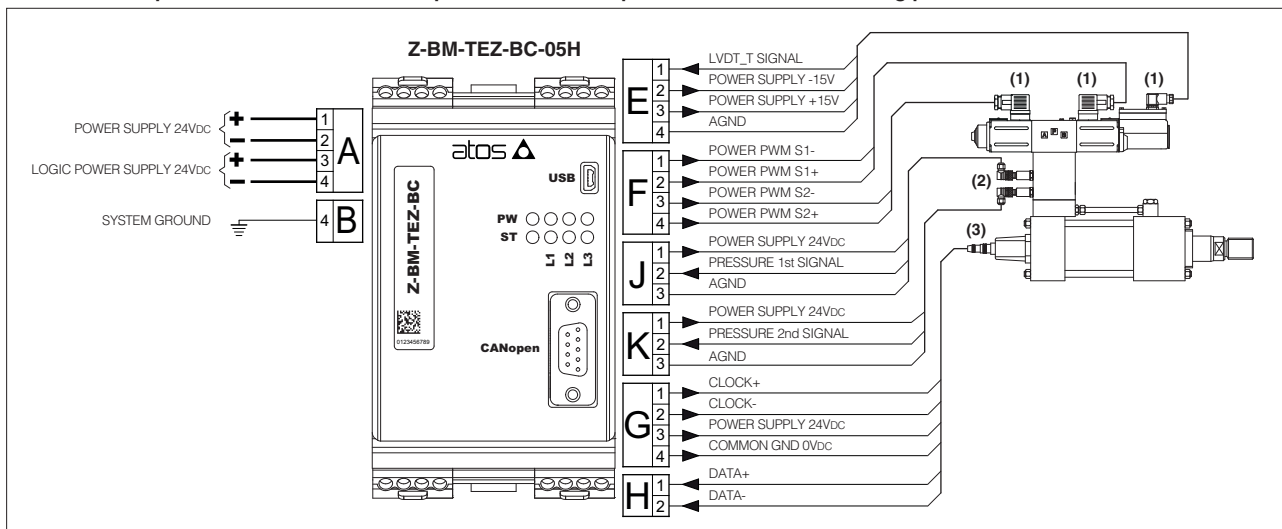 Z-BM-TEZ-BC-05H
POWER SUPPLY 24VDC
+ 1
- 2
LOGIC POWER SUPPLY 24VDC
+ 3
- 4
A
SYSTEM GROUND
4 B
atos
USB
PW
ST
L1 L2 L3
Z-BM-TEZ-BC
0123456789
CANopen
E
1 LVDT_T SIGNAL
2 POWER SUPPLY -15V
3 POWER SUPPLY +15V
4 AGND
F
1 POWER PWM S1-
2 POWER PWM S1+
3 POWER PWM S2-
4 POWER PWM S2+
J
1 POWER SUPPLY 24VDC
2 PRESSURE 1st SIGNAL
3 AGND
K
1 POWER SUPPLY 24VDC
2 PRESSURE 2nd SIGNAL
3 AGND
G
1 CLOCK+
2 CLOCK-
3 POWER SUPPLY 24VDC
4 COMMON GND 0VDC
H
1 DATA+
2 DATA-
(1) (1) (1)
A P B
(2)
(3)